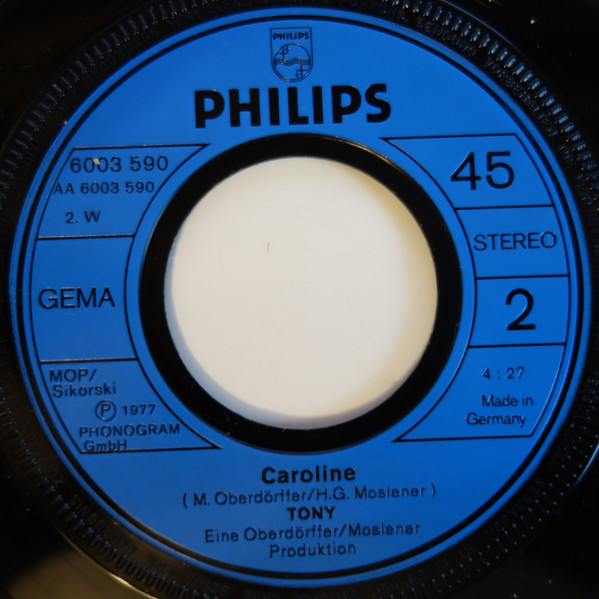 PHILIPS
PHILIPS
6003 590
AA 6003 590
2. W
GEMA
MOP/
Sikorski
Ⓟ 1977
PHONOGRAM
GmbH
45
STEREO
2
4 : 27
Made in
Germany
Caroline
( M. Oberdörffer/H.G. Moslener )
TONY
Eine Oberdörffer/Moslener
Produktion